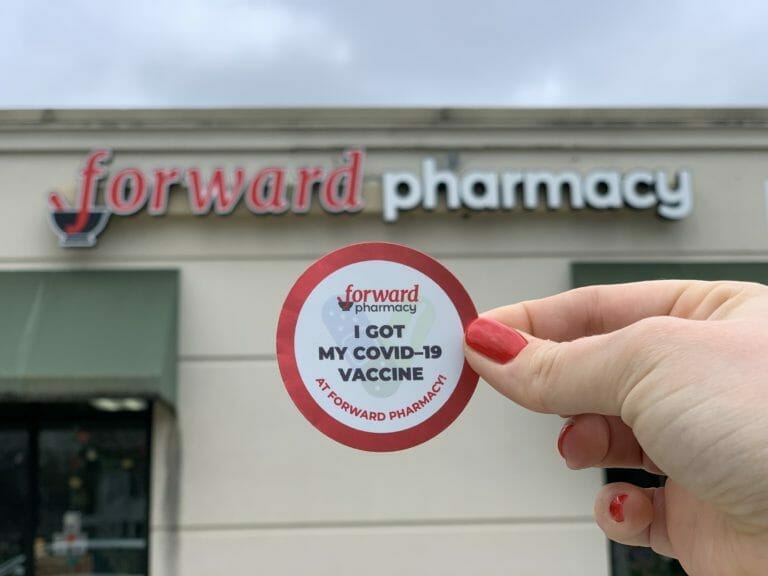 forward pharmacy
forward
pharmacy
I GOT
MY COVID-19
VACCINE
AT FORWARD PHARMACY!